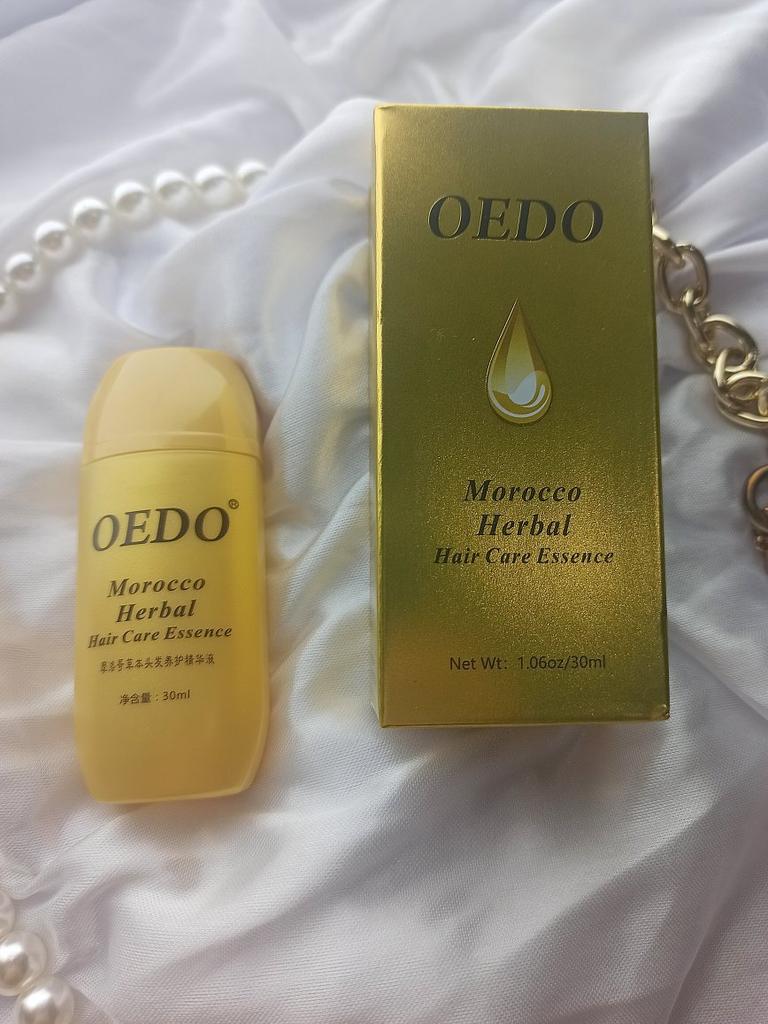 OEDO®
Morocco
Herbal
Hair Care Essence
摩洛哥草本头发养护精华液
净含量：30ml
OEDO
Morocco
Herbal
Hair Care Essence
Net Wt: 1.06oz/30ml